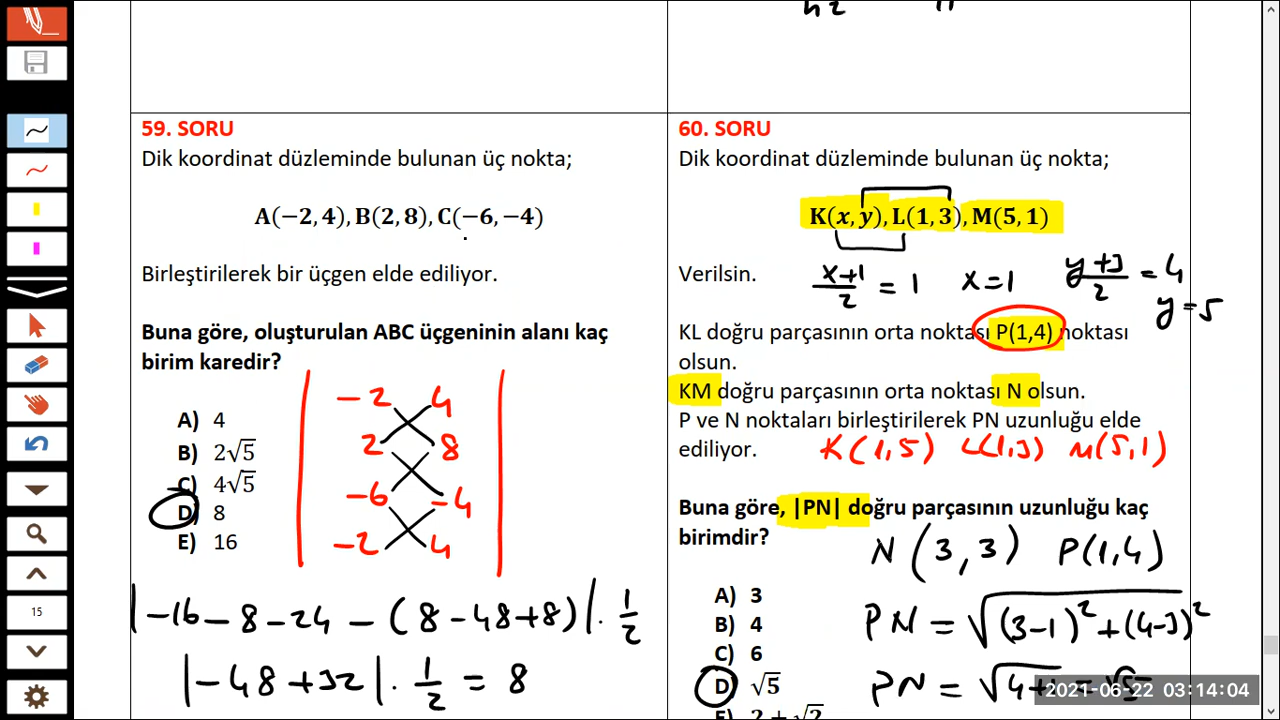 59. SORU
Dik koordinat düzleminde bulunan üç nokta;
A(−2, 4), B(2, 8), C(−6, −4)
Birleştirilerek bir üçgen elde ediliyor.
Buna göre, oluşturulan ABC üçgeninin alanı kaç
birim karedir?
A) 4
B) 2√5
C) 4√5
D) 8
E) 16
-2 4
2 8
-6 -4
-2 4
|-16-8-24-(8-48+8)|·1/2
|-48+32|·1/2=8
60. SORU
Dik koordinat düzleminde bulunan üç nokta;
K(x, y), L(1, 3), M(5, 1)
Verilsin.
x+1/2=1 x=1 y+3/2=4
y=5
KL doğru parçasının orta noktası P(1,4) noktası
olsun.
KM doğru parçasının orta noktası N olsun.
P ve N noktaları birleştirilerek PN uzunluğu elde
ediliyor.
K(1,5) L(1,3) M(5,1)
Buna göre, |PN| doğru parçasının uzunluğu kaç
birimdir?
N(3,3) P(1,4)
A) 3
B) 4
C) 6
D) √5
PN=√(3-1)²+(4-3)²
PN=√4+1=√5
15
2021-06-22 03:14:04